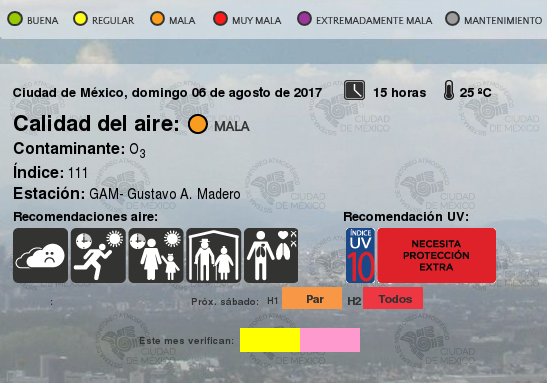 BUENA REGULAR MALA MUY MALA EXTREMADAMENTE MALA MANTENIMIENTO
Ciudad de México, domingo 06 de agosto de 2017 15 horas 25 ºC
Calidad del aire: MALA
Contaminante: O3
Índice: 111
Estación: GAM- Gustavo A. Madero
Recomendaciones aire: Recomendación UV:
ÍNDICE UV 10 NECESITA PROTECCIÓN EXTRA
: Próx. sábado: H1 Par H2 Todos
Este mes verifican:
CIUDAD DE MÉXICO